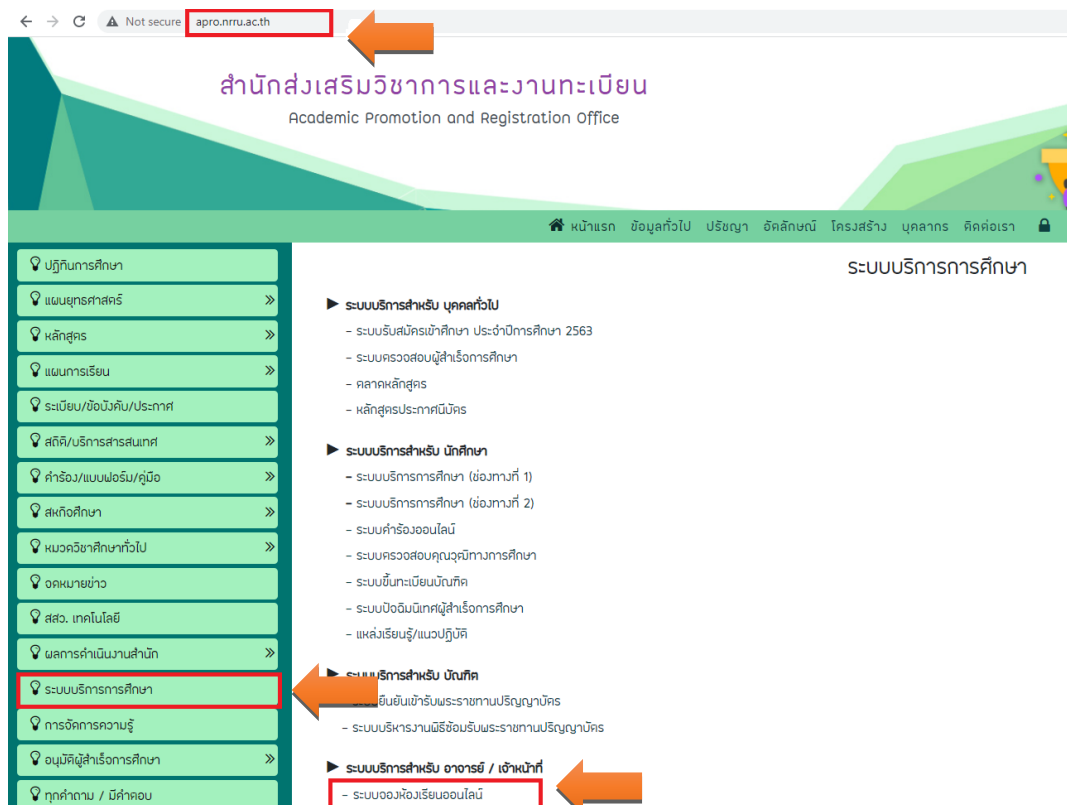 Not secure apro.nrru.ac.th
สำนักส่งเสริมวิชาการและงานทะเบียน
Academic Promotion and Registration Office
หน้าแรก ข้อมูลทั่วไป ปรัชญา อัตลักษณ์ โครงสร้าง บุคลากร ติดต่อเรา
ปฏิทินการศึกษา
แผนยุทธศาสตร์
หลักสูตร
แผนการเรียน
ระเบียบ/ข้อบังคับ/ประกาศ
สถิติ/บริการสารสนเทศ
คำร้อง/แบบฟอร์ม/คู่มือ
สหกิจศึกษา
หมวดวิชาศึกษาทั่วไป
จดหมายข่าว
สสว. เทคโนโลยี
ผลการดำเนินงานสำนัก
ระบบบริการการศึกษา
การจัดการความรู้
อนุมัติผู้สำเร็จการศึกษา
ทุกคำถาม / มีคำตอบ
ระบบบริการการศึกษา
▶ ระบบบริการสำหรับ บุคคลทั่วไป
- ระบบรับสมัครเข้าศึกษา ประจำปีการศึกษา 2563
- ระบบตรวจสอบผู้สำเร็จการศึกษา
- ตลาดหลักสูตร
- หลักสูตรประกาศนีบัตร
▶ ระบบบริการสำหรับ นักศึกษา
- ระบบบริการการศึกษา (ช่องทางที่ 1)
- ระบบบริการการศึกษา (ช่องทางที่ 2)
- ระบบคำร้องออนไลน์
- ระบบตรวจสอบคุณวุฒิทางการศึกษา
- ระบบขึ้นทะเบียนบัณฑิต
- ระบบปัจฉิมนิเทศผู้สำเร็จการศึกษา
- แหล่งเรียนรู้/แนวปฏิบัติ
▶ ระบบบริการสำหรับ บัณฑิต
ยืนยันเข้ารับพระราชทานปริญญาบัตร
- ระบบบริหารงานพิธีซ้อมรับพระราชทานปริญญาบัตร
▶ ระบบบริการสำหรับ อาจารย์ / เจ้าหน้าที่
- ระบบจองห้องเรียนออนไลน์